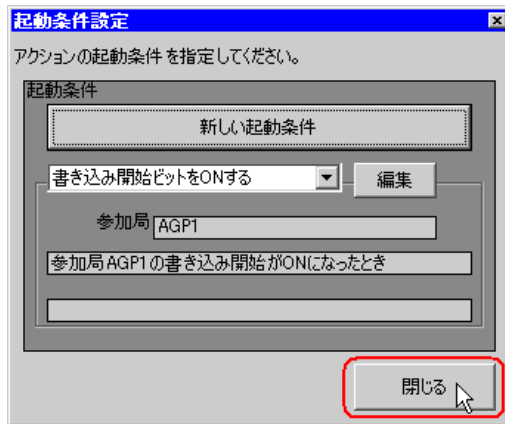 起動条件設定
アクションの起動条件を指定してください。
起動条件
新しい起動条件
書き込み開始ビットをONする
編集
参加局 AGP1
参加局AGP1の書き込み開始がONになったとき
閉じる